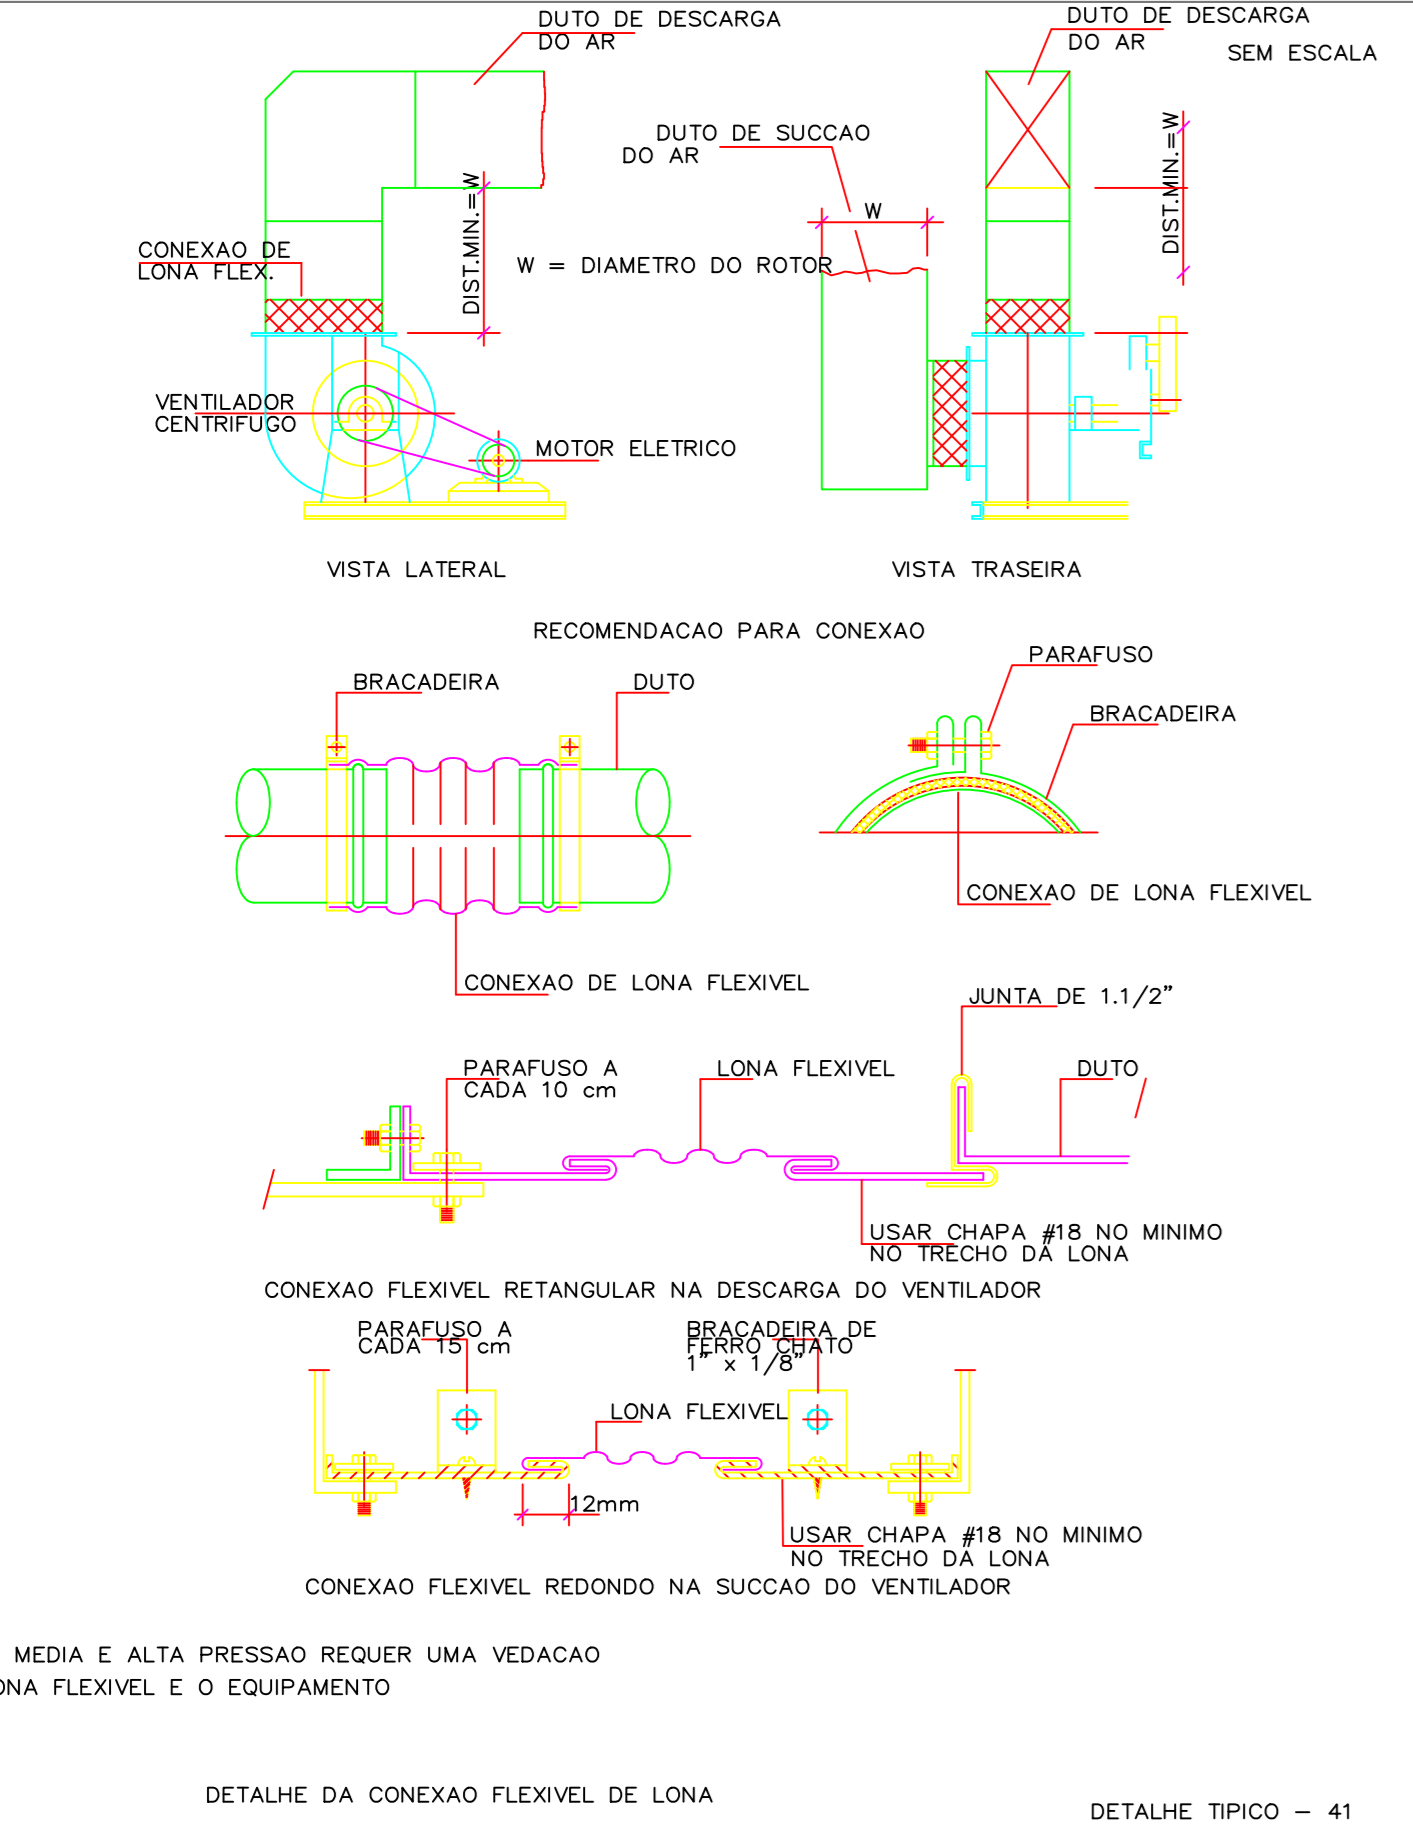 DUTO DE DESCARGA
DO AR
DUTO DE DESCARGA
DO AR
SEM ESCALA
DUTO DE SUCCAO
DO AR
DIST.MIN.=W
W
DIST.MIN.=W
CONEXAO DE
LONA FLEX.
W = DIAMETRO DO ROTOR
VENTILADOR
CENTRIFUGO
MOTOR ELETRICO
VISTA LATERAL
VISTA TRASEIRA
RECOMENDACAO PARA CONEXAO
BRACADEIRA
DUTO
PARAFUSO
BRACADEIRA
CONEXAO DE LONA FLEXIVEL
CONEXAO DE LONA FLEXIVEL
JUNTA DE 1.1/2”
PARAFUSO A
CADA 10 cm
LONA FLEXIVEL
DUTO
USAR CHAPA #18 NO MINIMO
NO TRECHO DA LONA
CONEXAO FLEXIVEL RETANGULAR NA DESCARGA DO VENTILADOR
PARAFUSO A
CADA 15 cm
BRACADEIRA DE
FERRO CHATO
1” x 1/8”
LONA FLEXIVEL
12mm
USAR CHAPA #18 NO MINIMO
NO TRECHO DA LONA
CONEXAO FLEXIVEL REDONDO NA SUCCAO DO VENTILADOR
MEDIA E ALTA PRESSAO REQUER UMA VEDACAO
ONA FLEXIVEL E O EQUIPAMENTO
DETALHE DA CONEXAO FLEXIVEL DE LONA
DETALHE TIPICO – 41